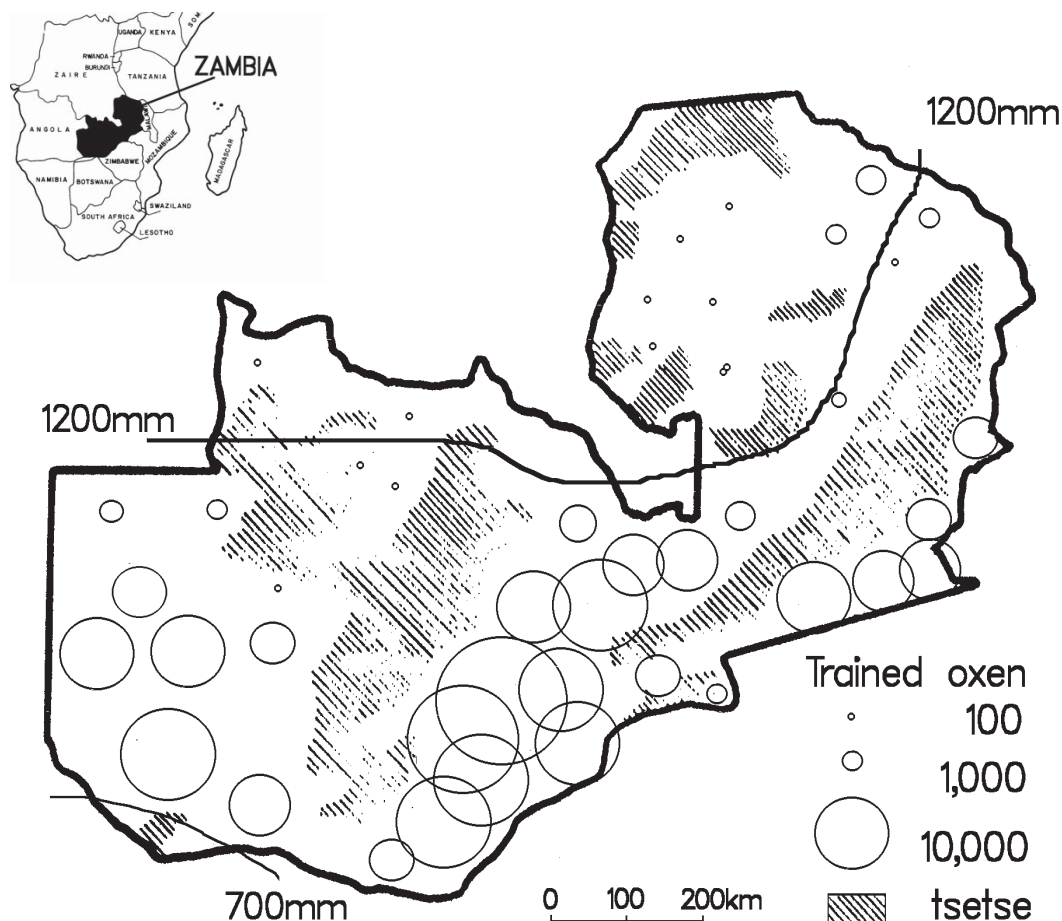 SOM
UGANDA
KENYA
RWANDA
BURUNDI
ZAIRE
TANZANIA
ZAMBIA
ANGOLA
MALAWI
MOZAMBIQUE
ZIMBABWE
MADAGASCAR
NAMIBIA
BOTSWANA
SWAZILAND
SOUTH AFRICA
LESOTHO
1200mm
1200mm
700mm
Trained oxen
100
1,000
10,000
tsetse
0 100 200km